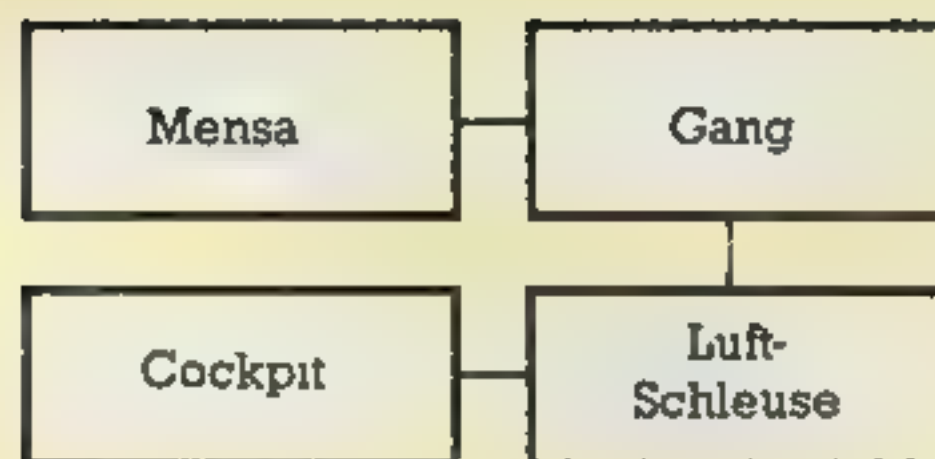 Mensa
Gang
Cockpit
Luft-
Schleuse